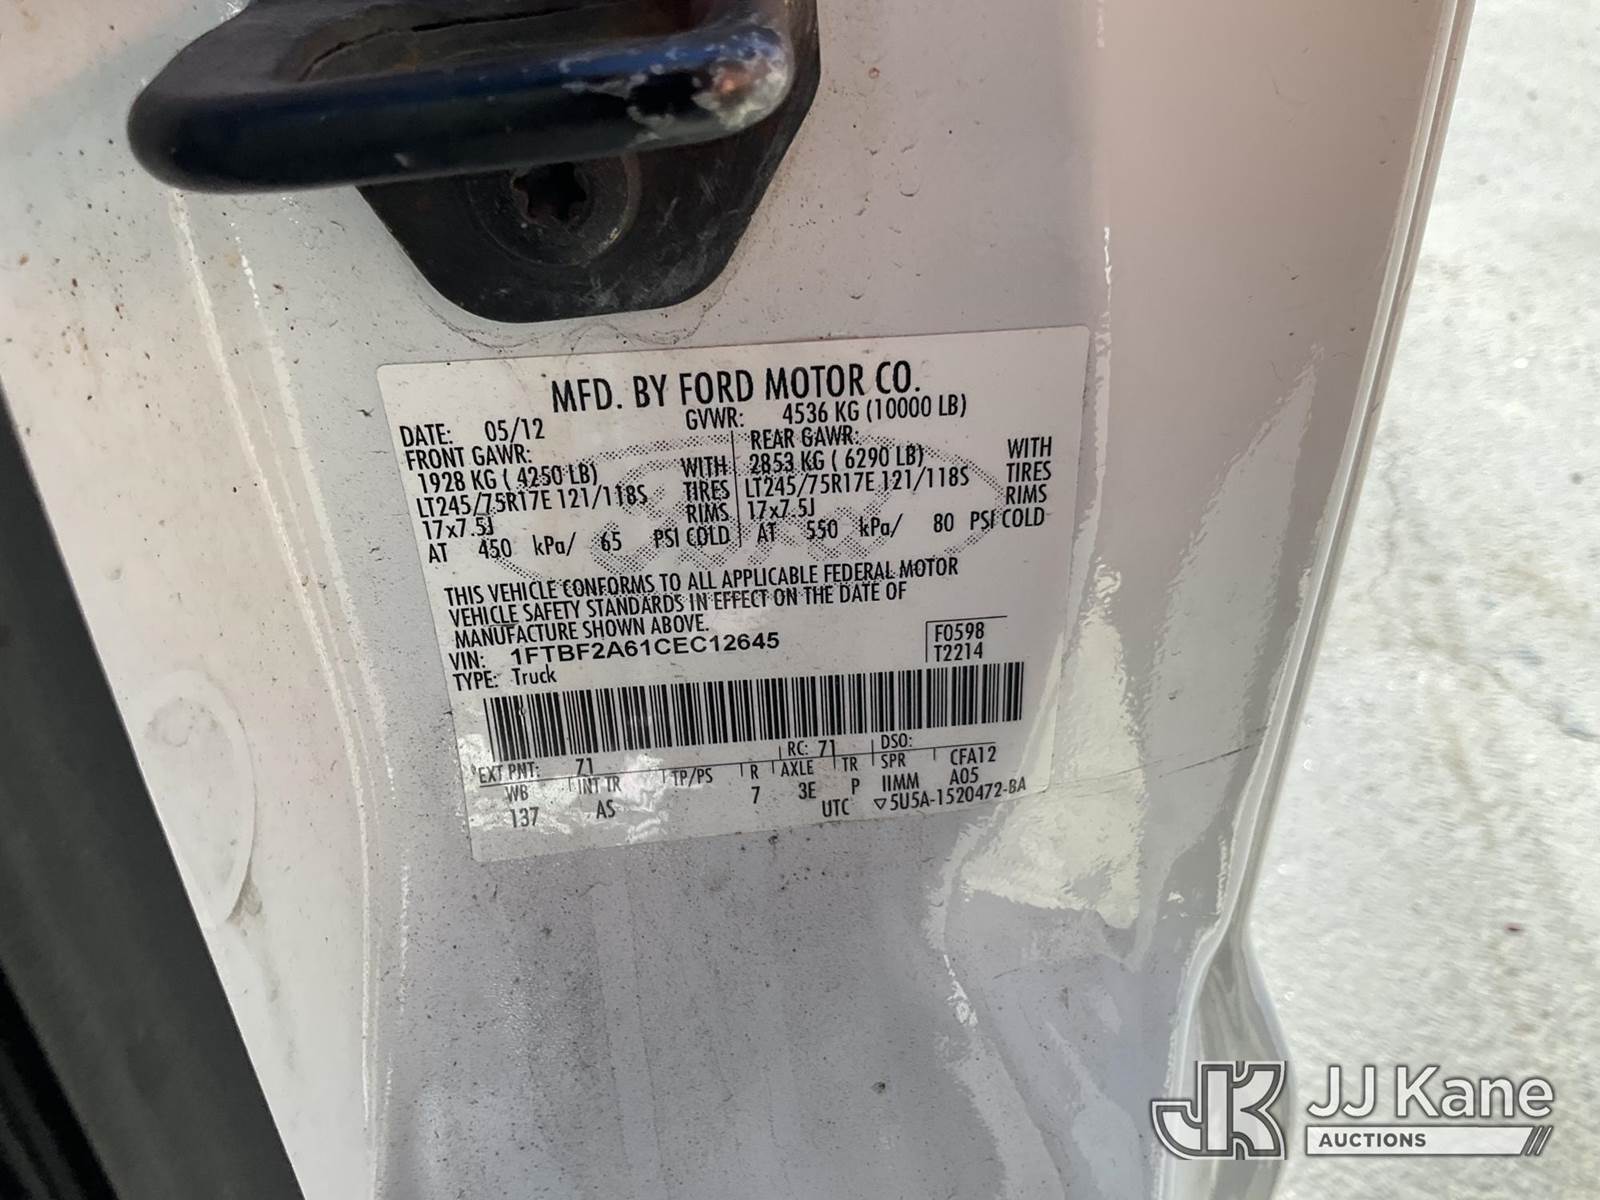 MFD. BY FORD MOTOR CO.
DATE: 05/12 GVWR: 4536 KG (10000 LB)
FRONT GAWR: REAR GAWR:
1928 KG ( 4250 LB) WITH 2853 KG ( 6290 LB) WITH
LT245/75R17E 121/118S TIRES LT245/75R17E 121/118S TIRES
17x7.5J RIMS 17x7.5J RIMS
AT 450 kPa/ 65 PSI COLD AT 550 kPa/ 80 PSI COLD
THIS VEHICLE CONFORMS TO ALL APPLICABLE FEDERAL MOTOR
VEHICLE SAFETY STANDARDS IN EFFECT ON THE DATE OF
MANUFACTURE SHOWN ABOVE.
VIN: 1FTBF2A61CEC12645 F0598
TYPE: Truck T2214
EXT PNT: Z1 RC: 71 DSO:
WB INT TR TP/PS R AXLE TR SPR CFA12
137 AS 7 3E P IIMM A05
UTC ▽5U5A-1520472-BA
JK JJ Kane
AUCTIONS